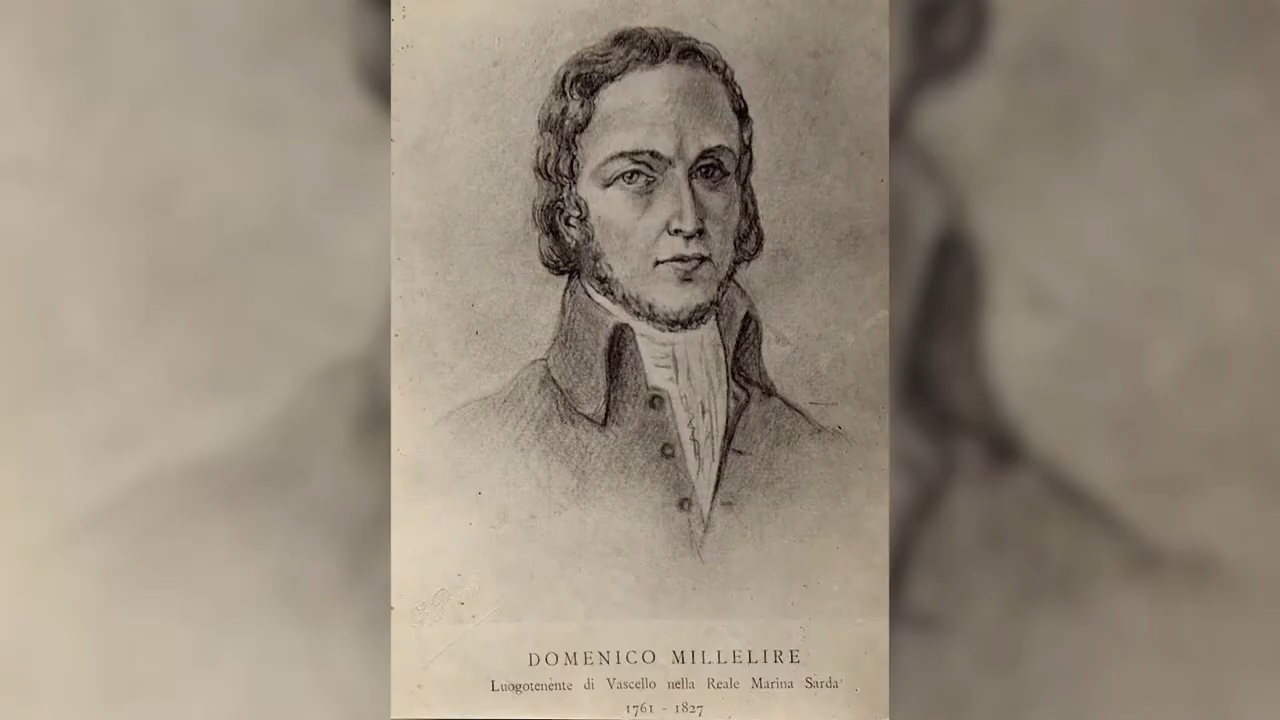 DOMENICO MILLELIRE
Luogotenente di Vascello nella Reale Marina Sarda
1761 - 1827